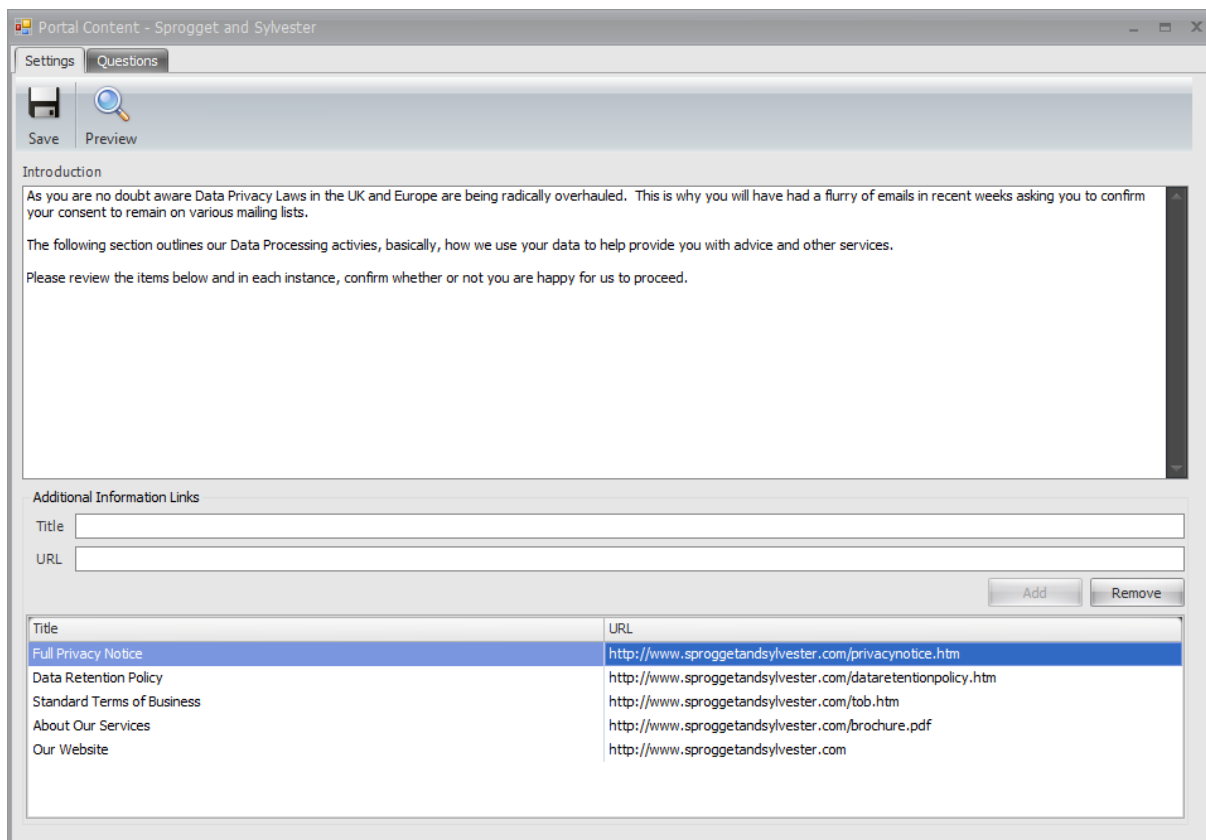 Portal Content - Sprogget and Sylvester
Settings Questions
Save Preview
Introduction
As you are no doubt aware Data Privacy Laws in the UK and Europe are being radically overhauled.  This is why you will have had a flurry of emails in recent weeks asking you to confirm
your consent to remain on various mailing lists.
The following section outlines our Data Processing activies, basically, how we use your data to help provide you with advice and other services.
Please review the items below and in each instance, confirm whether or not you are happy for us to proceed.
Additional Information Links
Title
URL
Add Remove
Title URL
Full Privacy Notice http://www.sproggetandsylvester.com/privacynotice.htm
Data Retention Policy http://www.sproggetandsylvester.com/dataretentionpolicy.htm
Standard Terms of Business http://www.sproggetandsylvester.com/tob.htm
About Our Services http://www.sproggetandsylvester.com/brochure.pdf
Our Website http://www.sproggetandsylvester.com